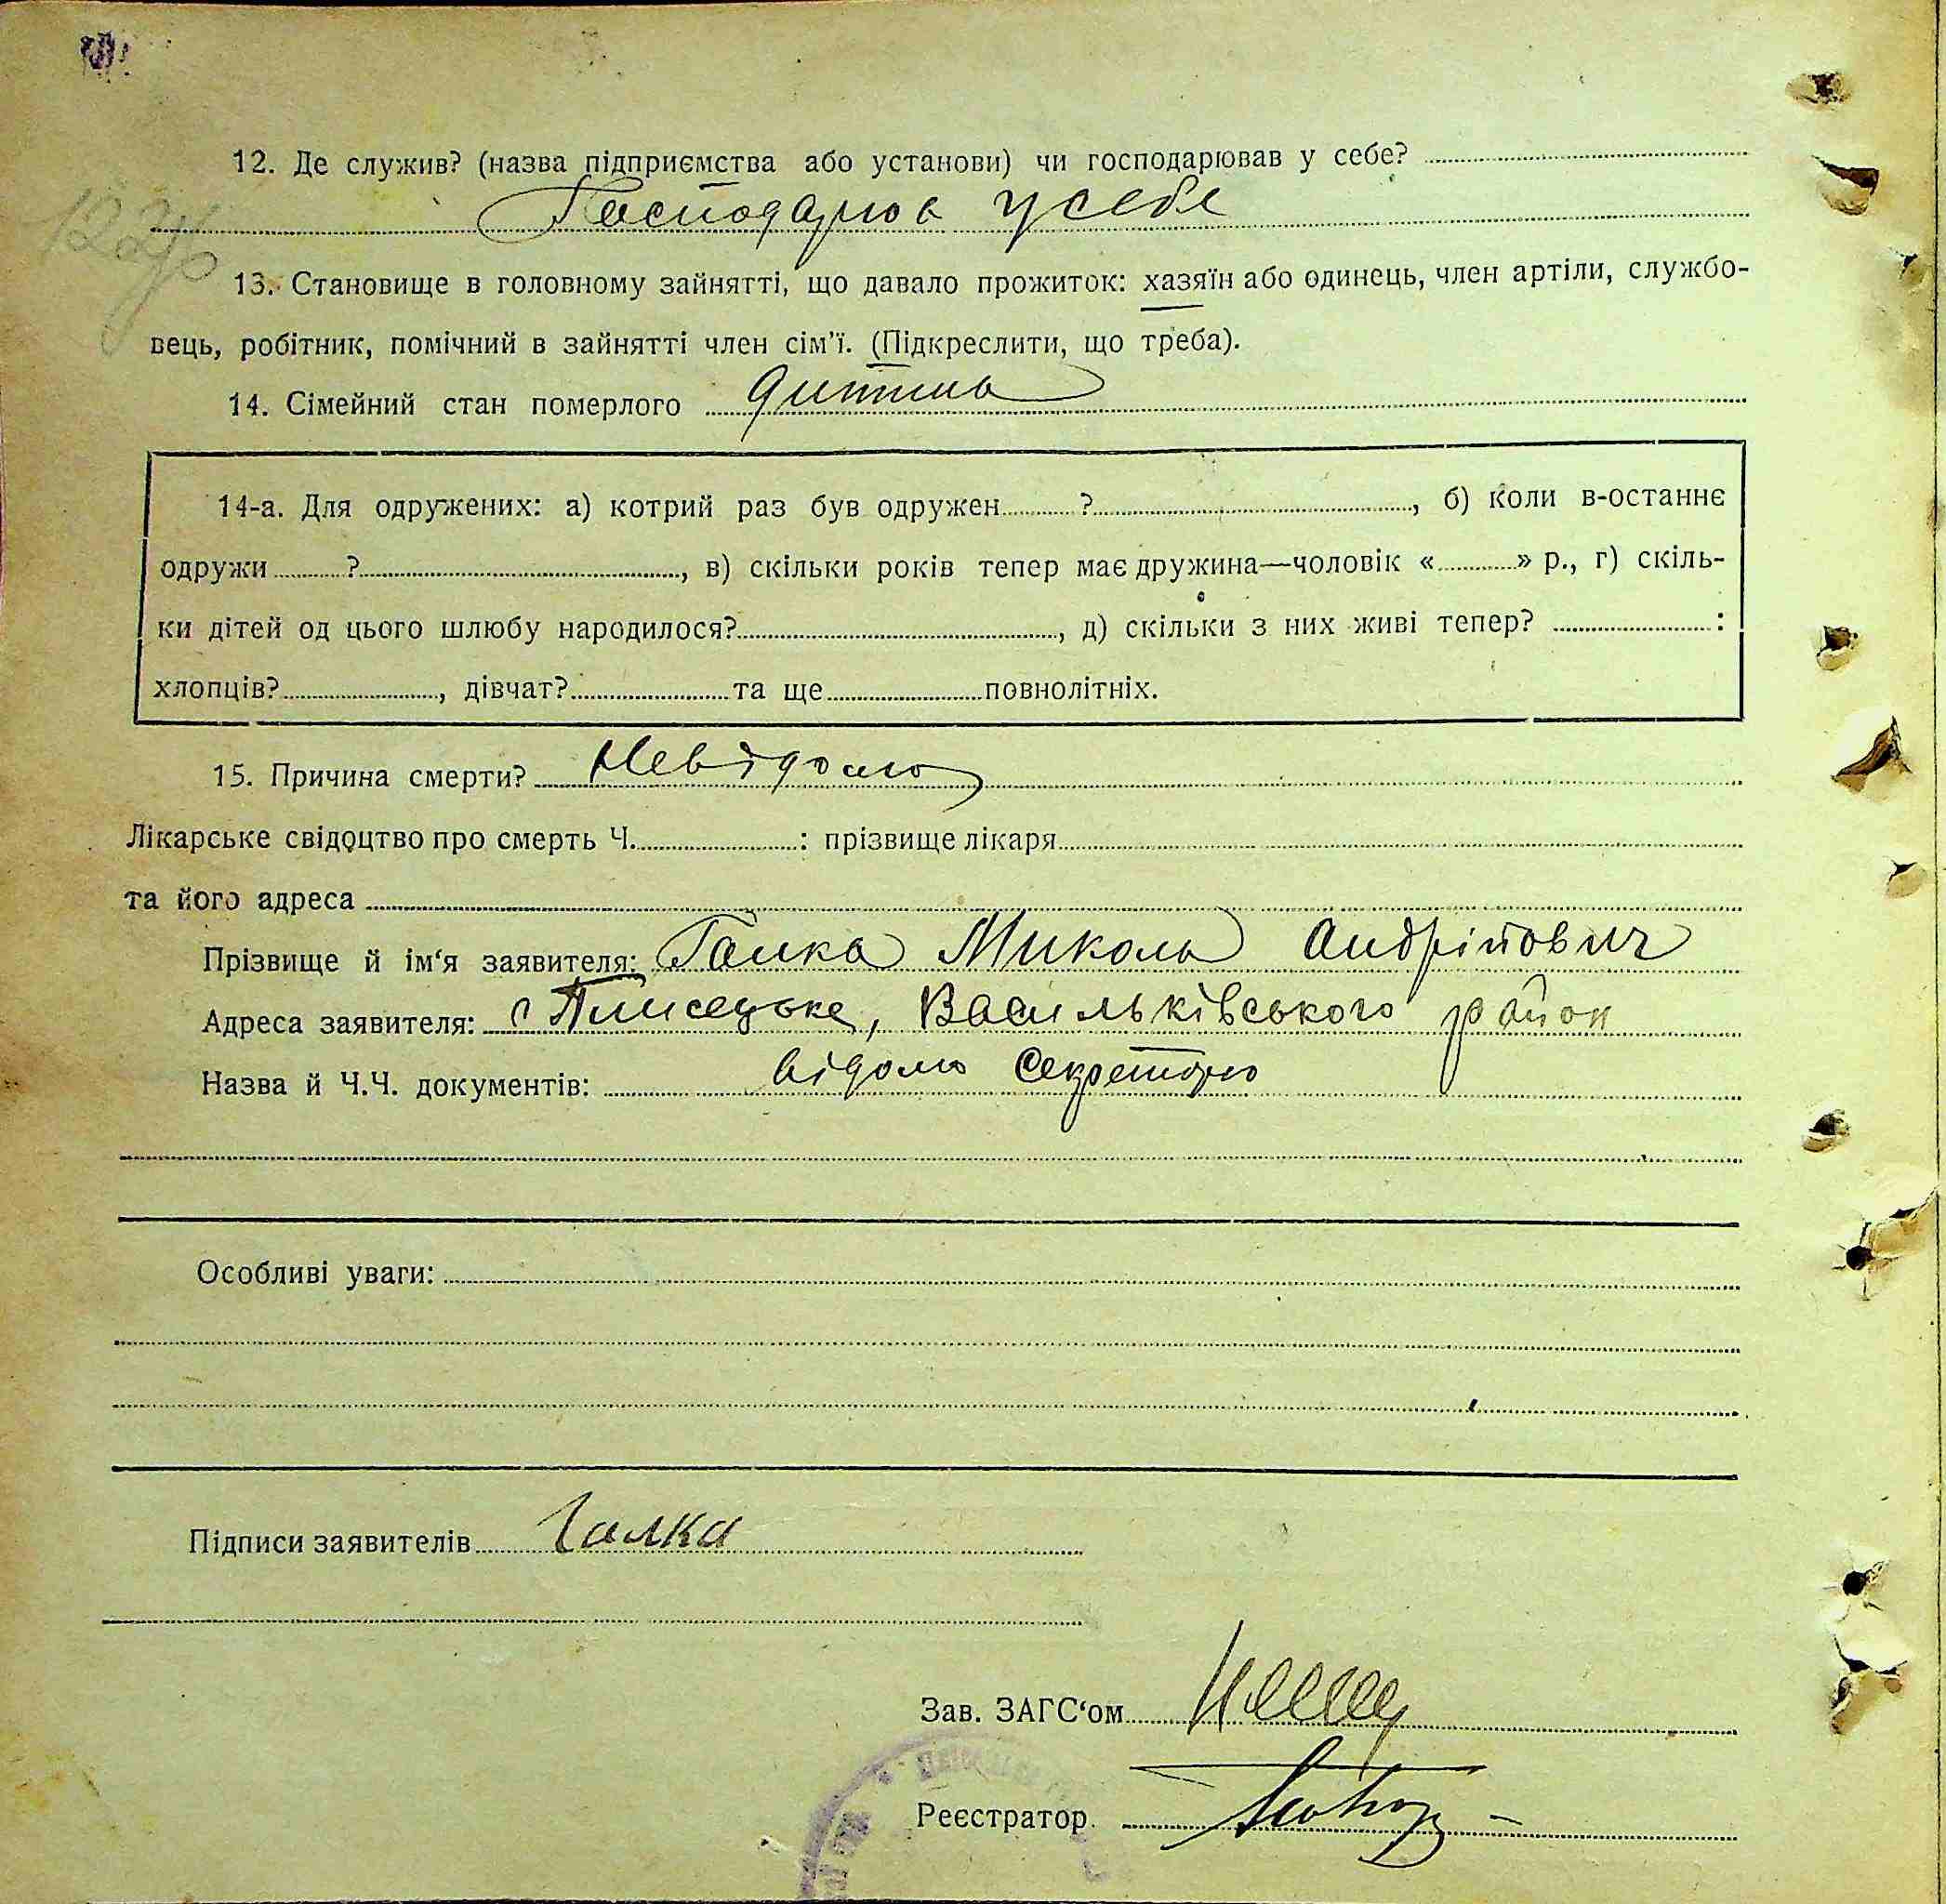 12. Де служив? (назва підприємства або установи) чи господарював у себе?
Господарюв у себе
122
13. Становище в головному зайнятті, що давало прожиток: хазяїн або одинець, член артіли, службо-
вець, робітник, помічний в зайнятті член сім'ї. (Підкреслити, що треба).
14. Сімейний стан померлого дитина
14-а. Для одружених: а) котрий раз був одружен ? , б) коли в-останнє
одружи ? , в) скільки років тепер має дружина—чоловік « » р., г) скіль-
ки дітей од цього шлюбу народилося? , д) скільки з них живі тепер? :
хлопців? , дівчат? та ще повнолітніх.
15. Причина смерти? Невідомо
Лікарське свідоцтво про смерть Ч. : прізвище лікаря
та його адреса
Прізвище й ім'я заявителя: Галка Микола Андрійович
Адреса заявителя: с Плисецьке, Васильківського район
Назва й Ч.Ч. документів: відомо секретарю
Особливі уваги:
Підписи заявителів Галка
Зав. ЗАГС'ом
Реєстратор